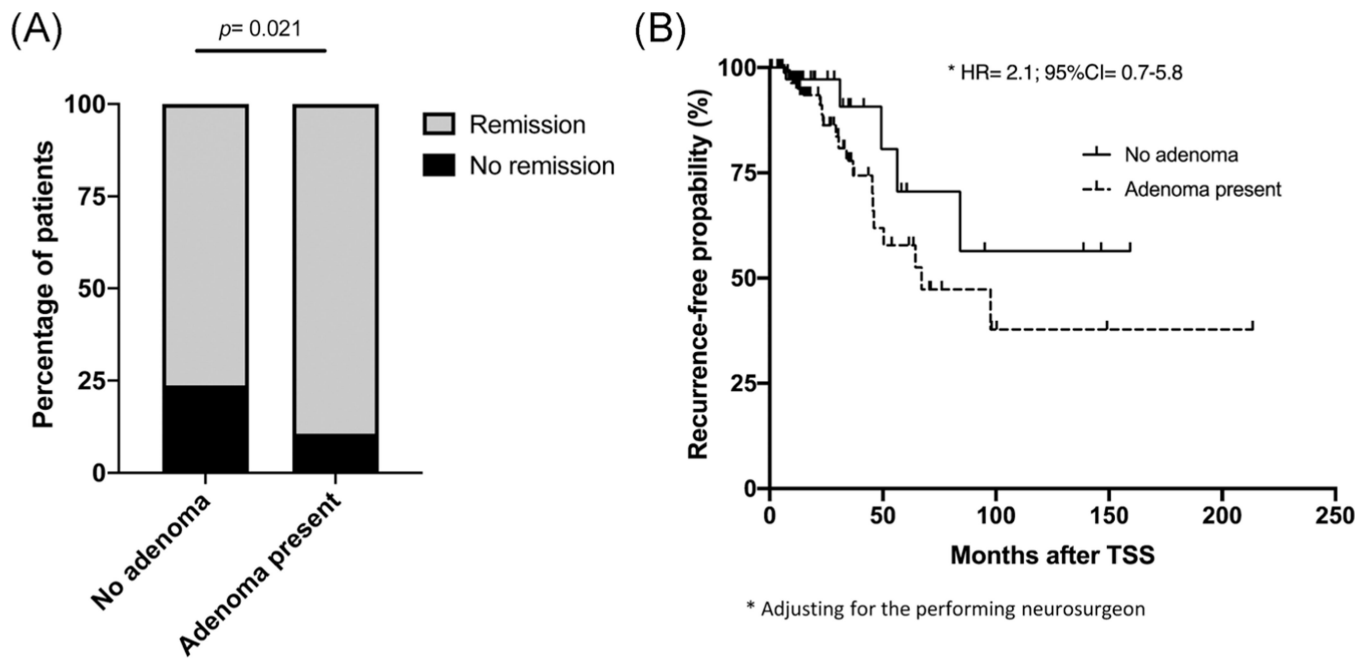 (A)
p= 0.021
Percentage of patients
100
75
50
25
0
No adenoma
Adenoma present
Remission
No remission
(B)
* HR= 2.1; 95%CI= 0.7-5.8
Recurrence-free propability (%)
100
75
50
25
0
No adenoma
Adenoma present
0 50 100 150 200 250
Months after TSS
* Adjusting for the performing neurosurgeon